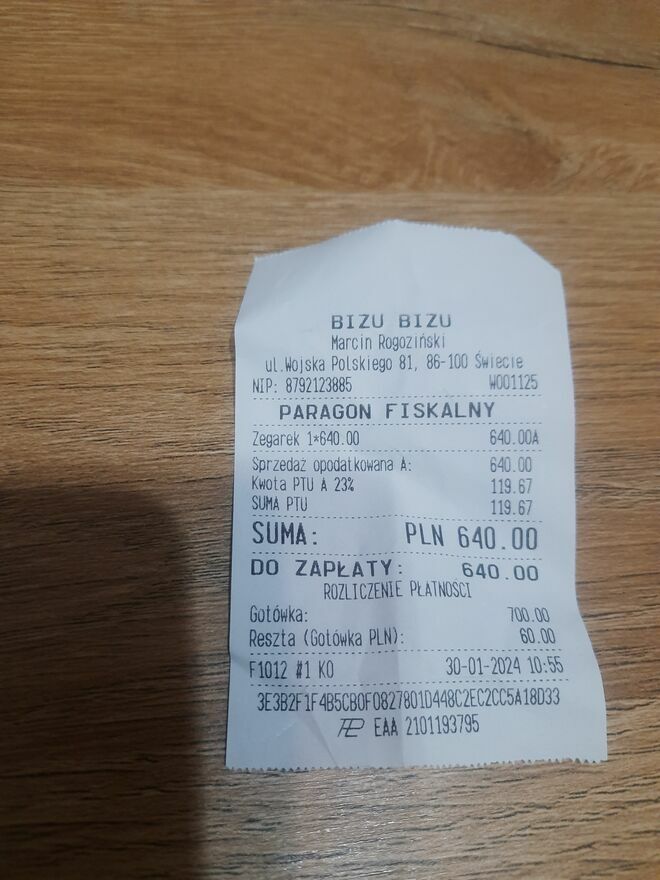 BIZU BIZU
Marcin Rogoziński
ul.Wojska Polskiego 81, 86-100 Świecie
NIP: 8792123885 W001125
PARAGON FISKALNY
Zegarek 1*640.00 640.00A
Sprzedaż opodatkowana A: 640.00
Kwota PTU A 23% 119.67
SUMA PTU 119.67
SUMA: PLN 640.00
DO ZAPŁATY: 640.00
ROZLICZENIE PŁATNOŚCI
Gotówka: 700.00
Reszta (Gotówka PLN): 60.00
F1012 #1 KO 30-01-2024 10:55
3E3B2F1F4B5CB0F0827801D448C2EC2CC5A18D33
PL EAA 2101193795